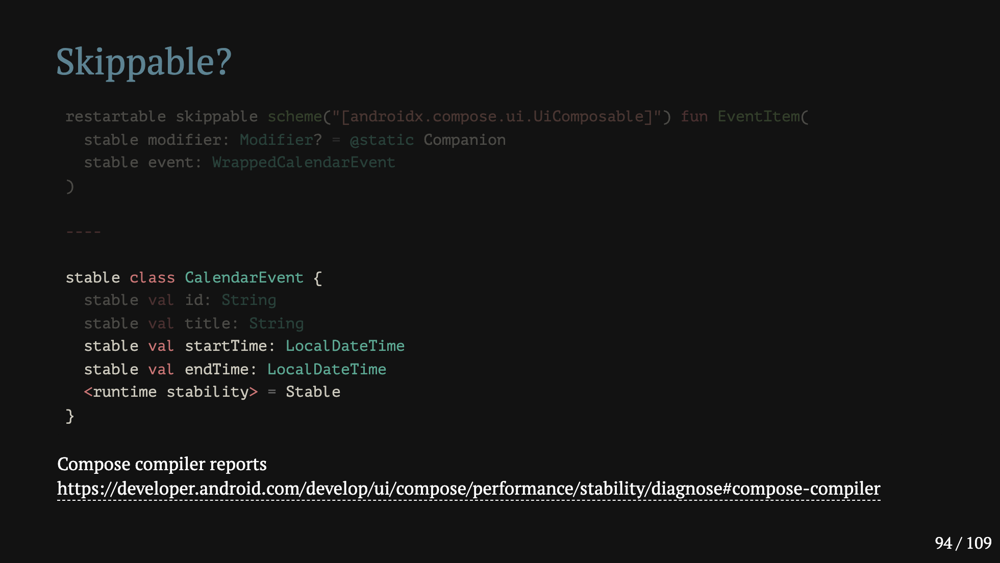 Skippable?
restartable skippable scheme("[androidx.compose.ui.UiComposable]") fun EventItem(
  stable modifier: Modifier? = @static Companion
  stable event: WrappedCalendarEvent
)
----
stable class CalendarEvent {
  stable val id: String
  stable val title: String
  stable val startTime: LocalDateTime
  stable val endTime: LocalDateTime
  <runtime stability> = Stable
}
Compose compiler reports
https://developer.android.com/develop/ui/compose/performance/stability/diagnose#compose-compiler
94 / 109